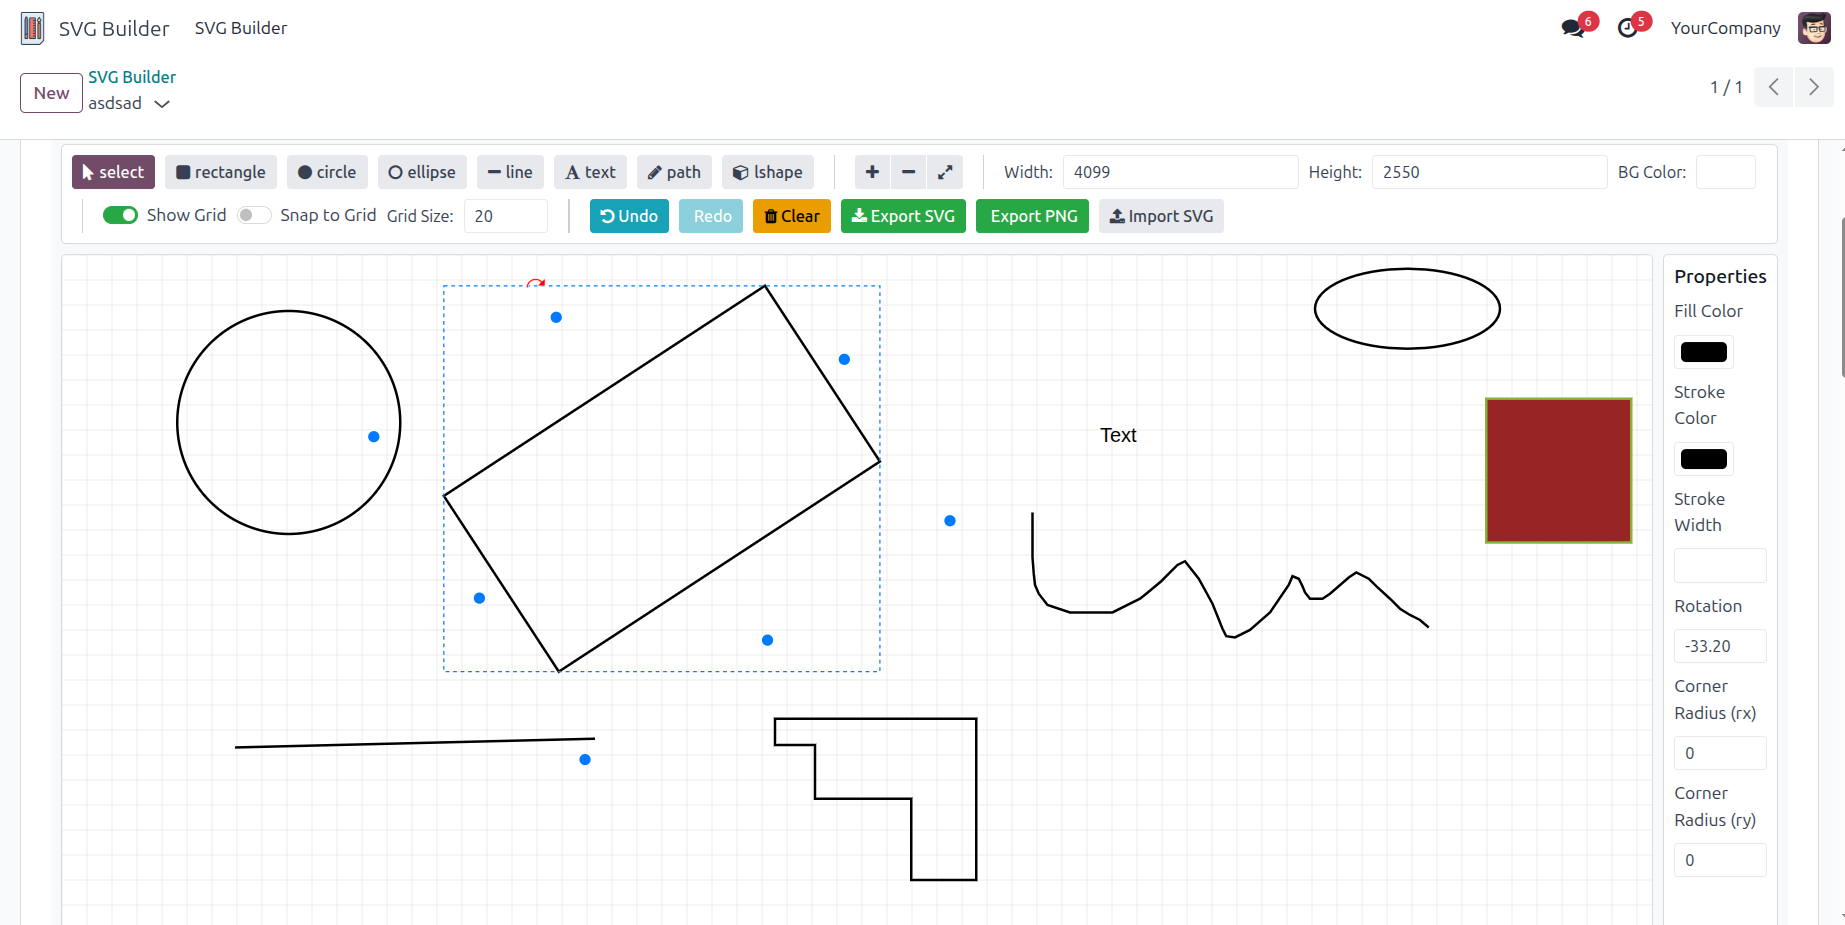 SVG Builder SVG Builder 6 5 YourCompany
New SVG Builder 1 / 1
asdsad
select rectangle circle ellipse line A text path lshape Width: 4099 Height: 2550 BG Color:
Show Grid Snap to Grid Grid Size: 20 Undo Redo Clear Export SVG Export PNG Import SVG
Properties
Fill Color
Stroke
Color
Text
Stroke
Width
Rotation
-33.20
Corner
Radius (rx)
0
Corner
Radius (ry)
0